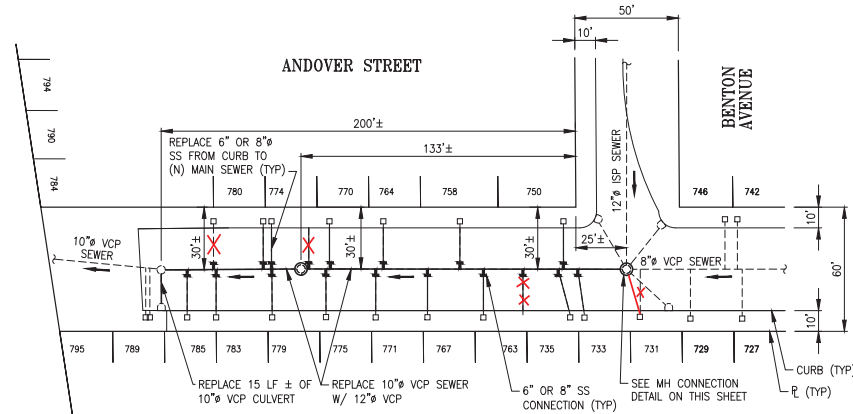 50'
10'
ANDOVER STREET
BENTON
AVENUE
794
790
784
200'±
REPLACE 6" OR 8"ø
SS FROM CURB TO
(N) MAIN SEWER (TYP)
133'±
12"ø ISP SEWER
780
774
770
764
758
750
746
742
10'
10"ø VCP
SEWER
30'±
30'±
30'±
25'±
8"ø VCP SEWER
60'
10'
795
789
785
783
779
775
771
767
763
735
733
731
729
727
CURB (TYP)
PL (TYP)
REPLACE 15 LF ± OF
10"ø VCP CULVERT
REPLACE 10"ø VCP SEWER
W/ 12"ø VCP
6" OR 8" SS
CONNECTION (TYP)
SEE MH CONNECTION
DETAIL ON THIS SHEET